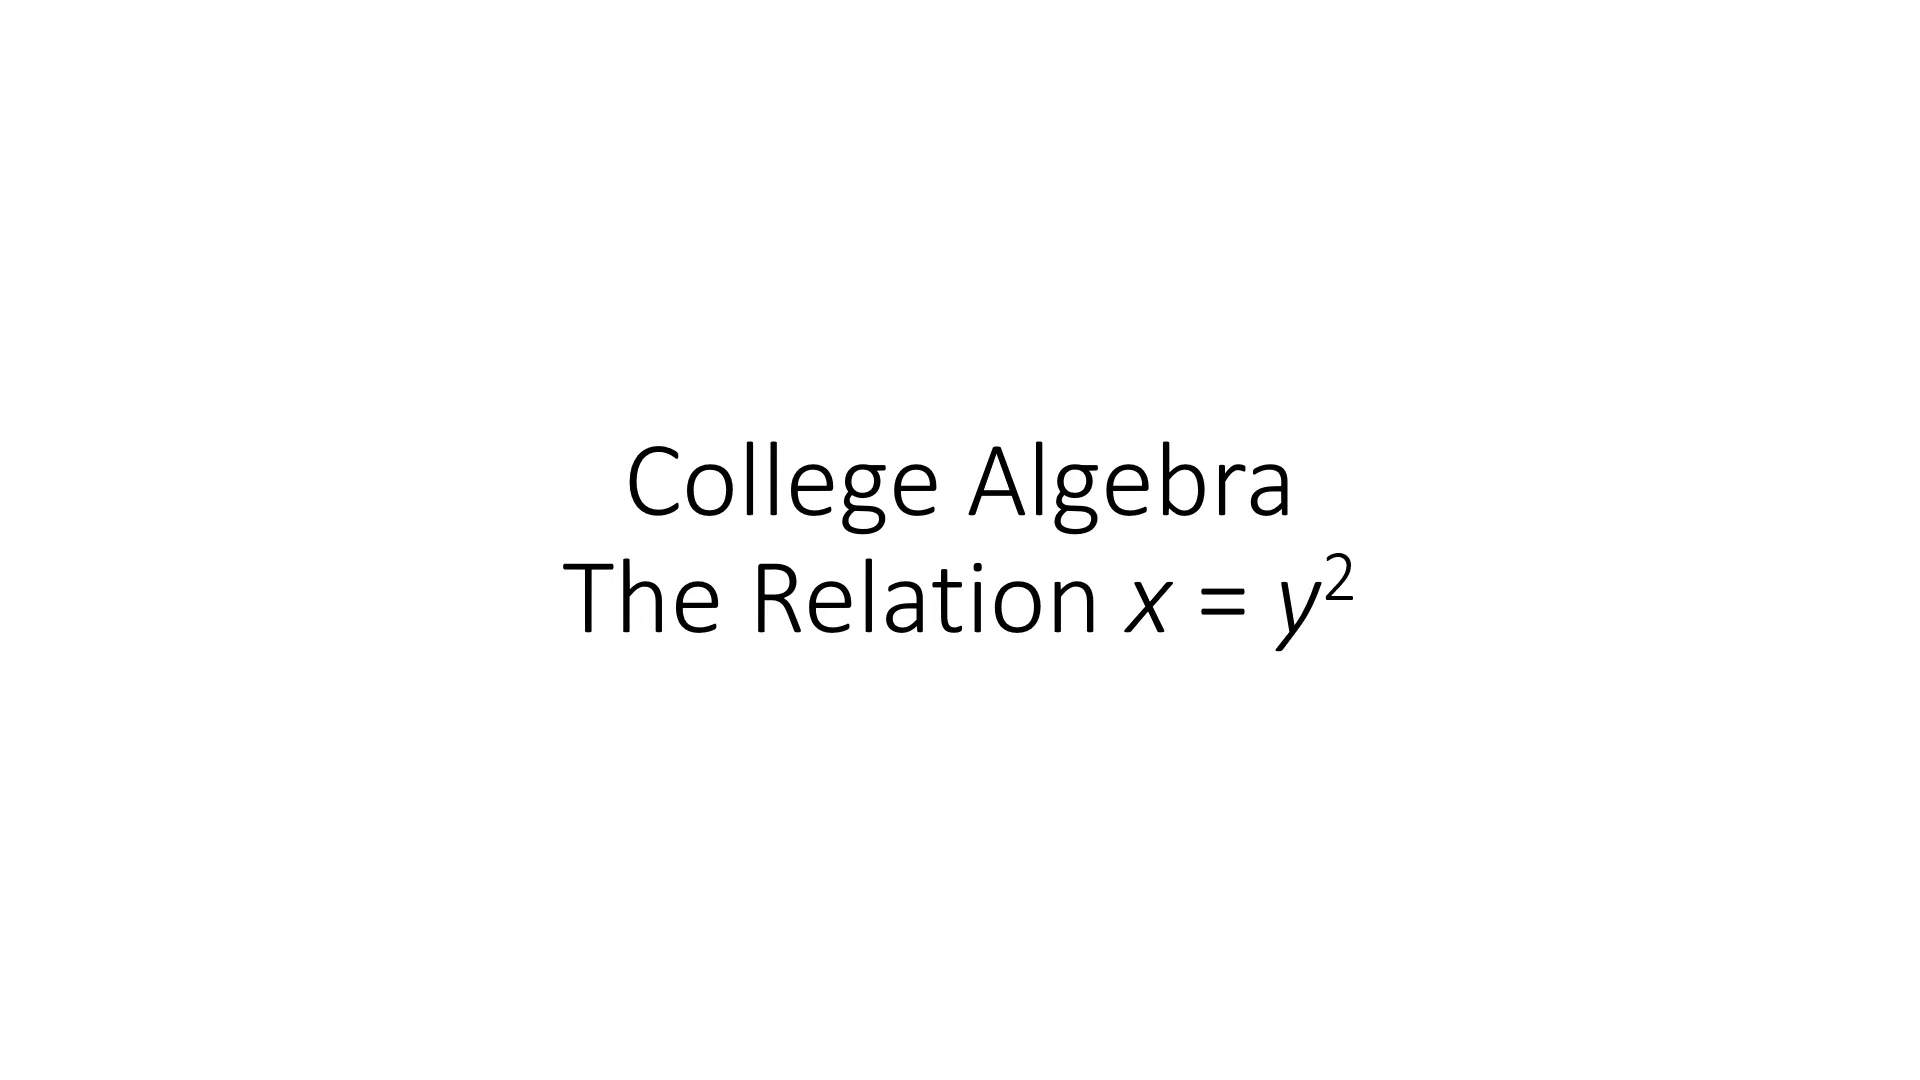 College Algebra
The Relation x = y²